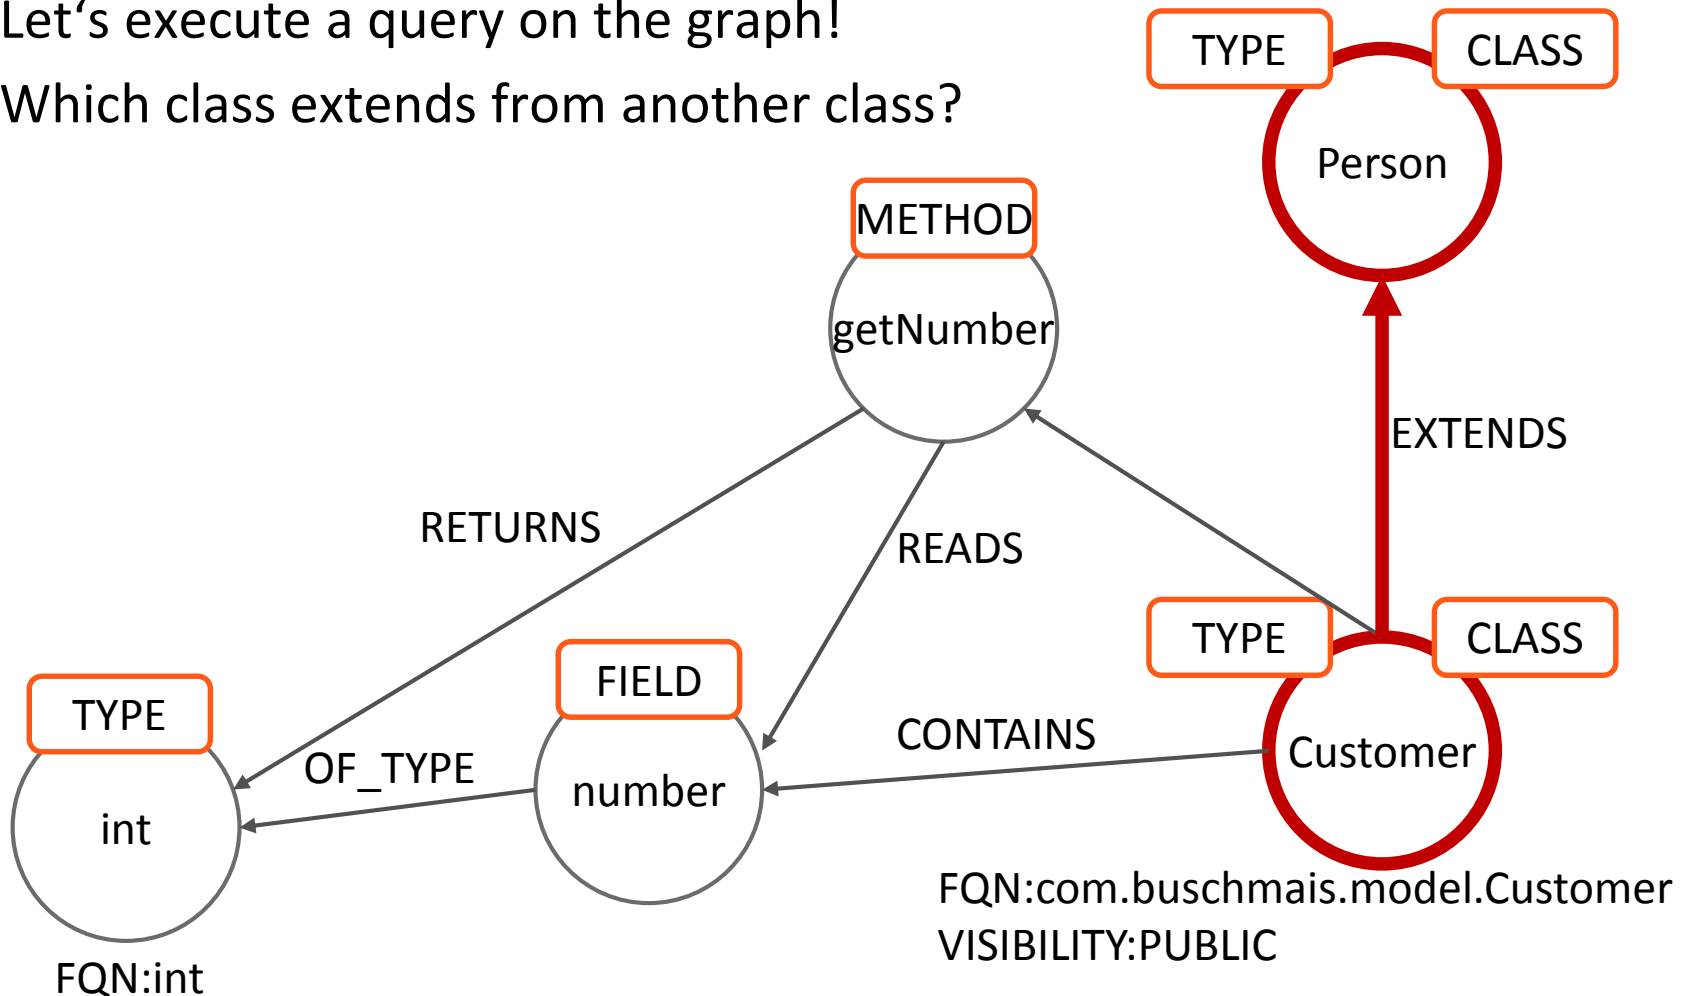 Let‘s execute a query on the graph!
Which class extends from another class?
TYPE
CLASS
Person
METHOD
getNumber
EXTENDS
RETURNS
READS
TYPE
CLASS
FIELD
TYPE
CONTAINS
Customer
OF_TYPE
number
int
FQN:com.buschmais.model.Customer
VISIBILITY:PUBLIC
FQN:int